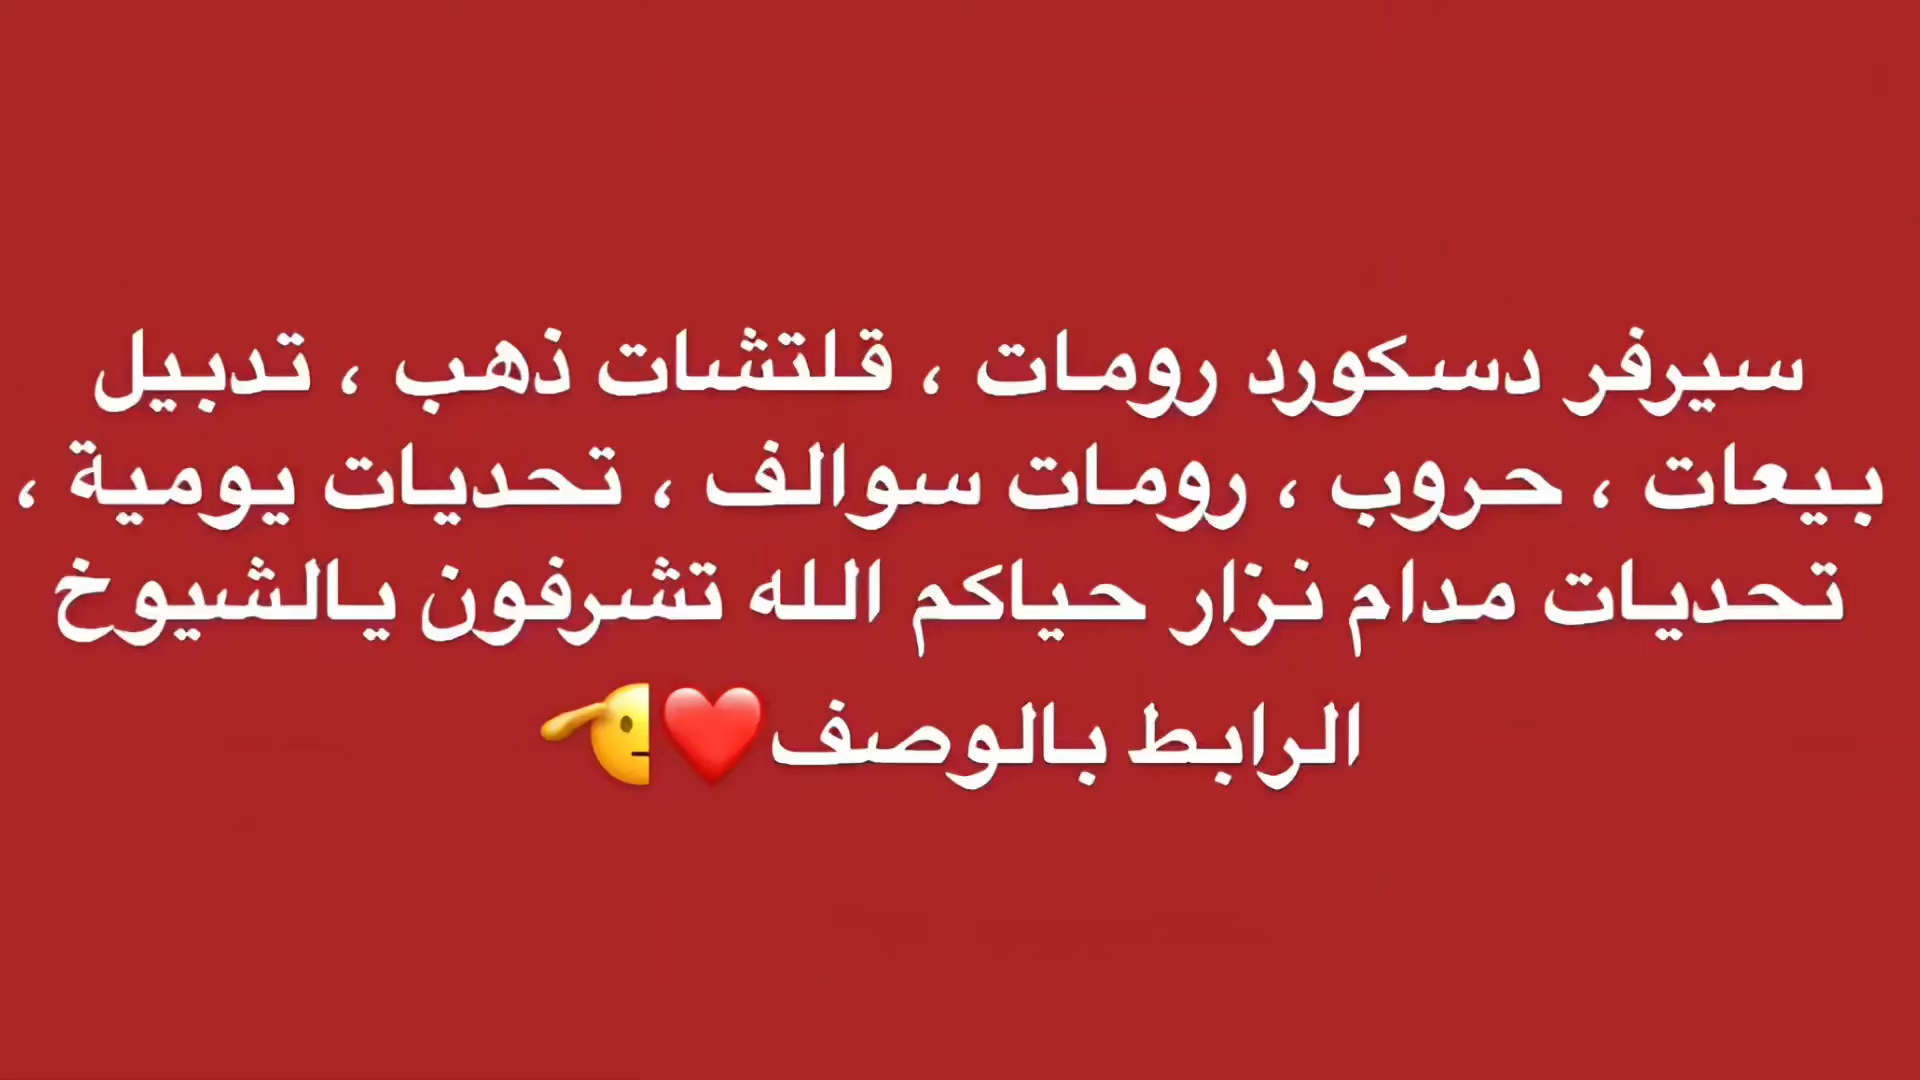 سيرفر دسكورد رومات ، قلتشات ذهب ، تدبيل
بيعات ، حروب ، رومات سوالف ، تحديات يومية ،
تحديات مدام نزار حياكم الله تشرفون يالشيوخ
الرابط بالوصف❤️🫡